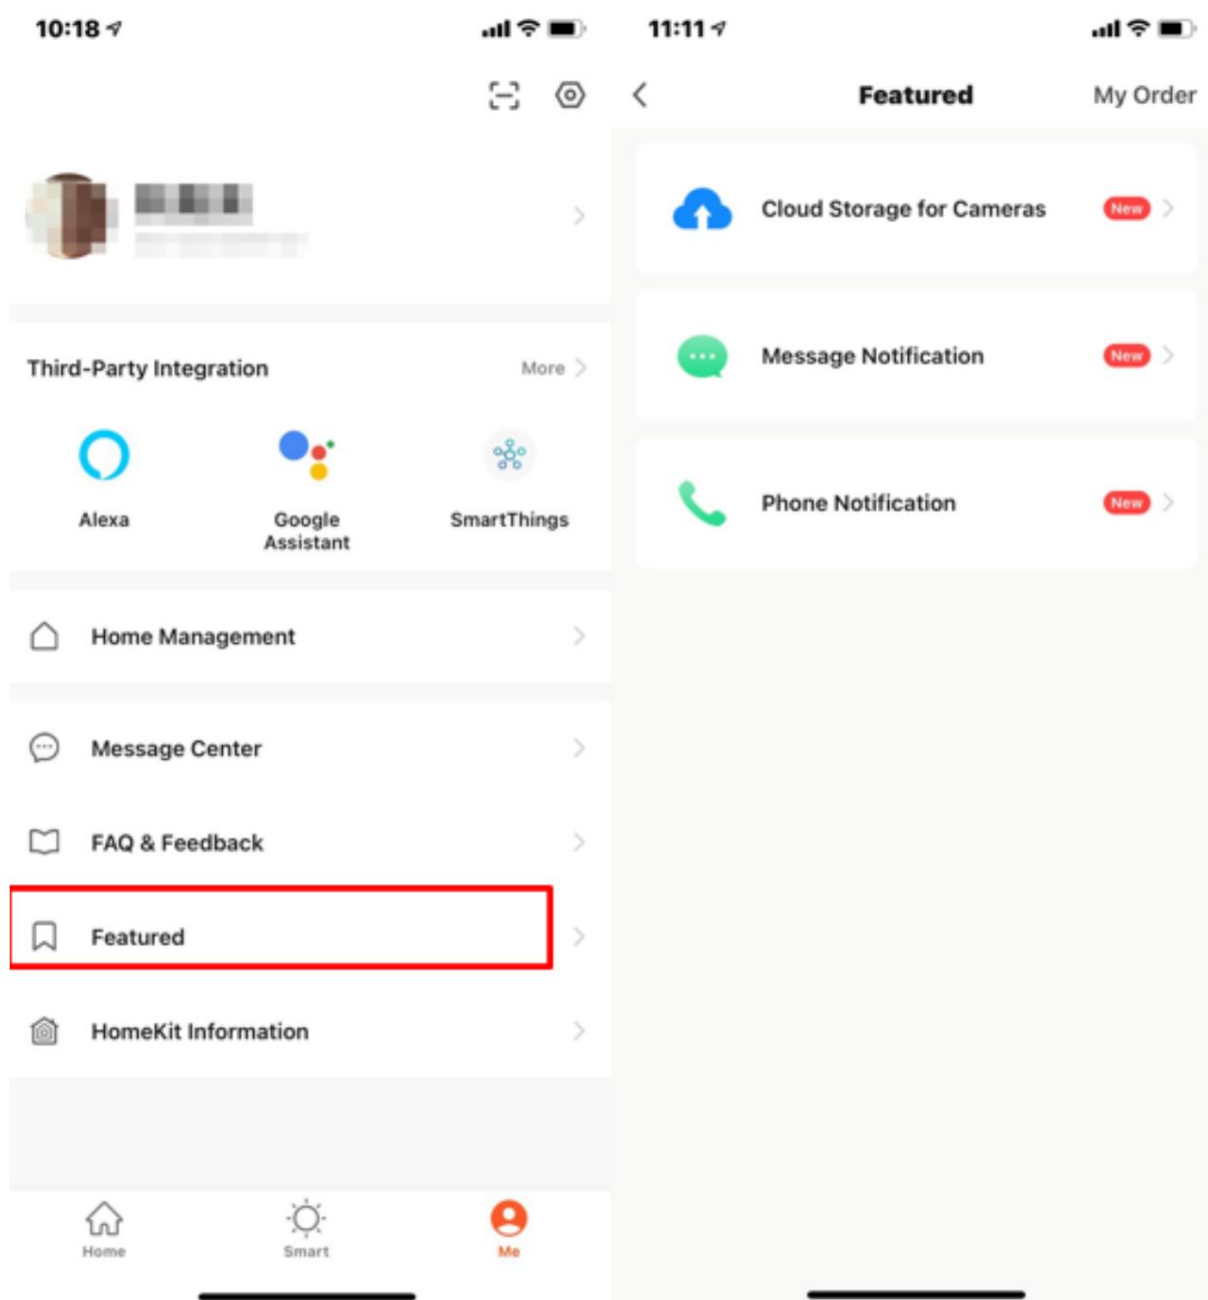 10:18
Third-Party Integration
More
Alexa
Google
Assistant
SmartThings
Home Management
Message Center
FAQ & Feedback
Featured
HomeKit Information
Home
Smart
Me
11:11
Featured
My Order
Cloud Storage for Cameras
New
Message Notification
New
Phone Notification
New